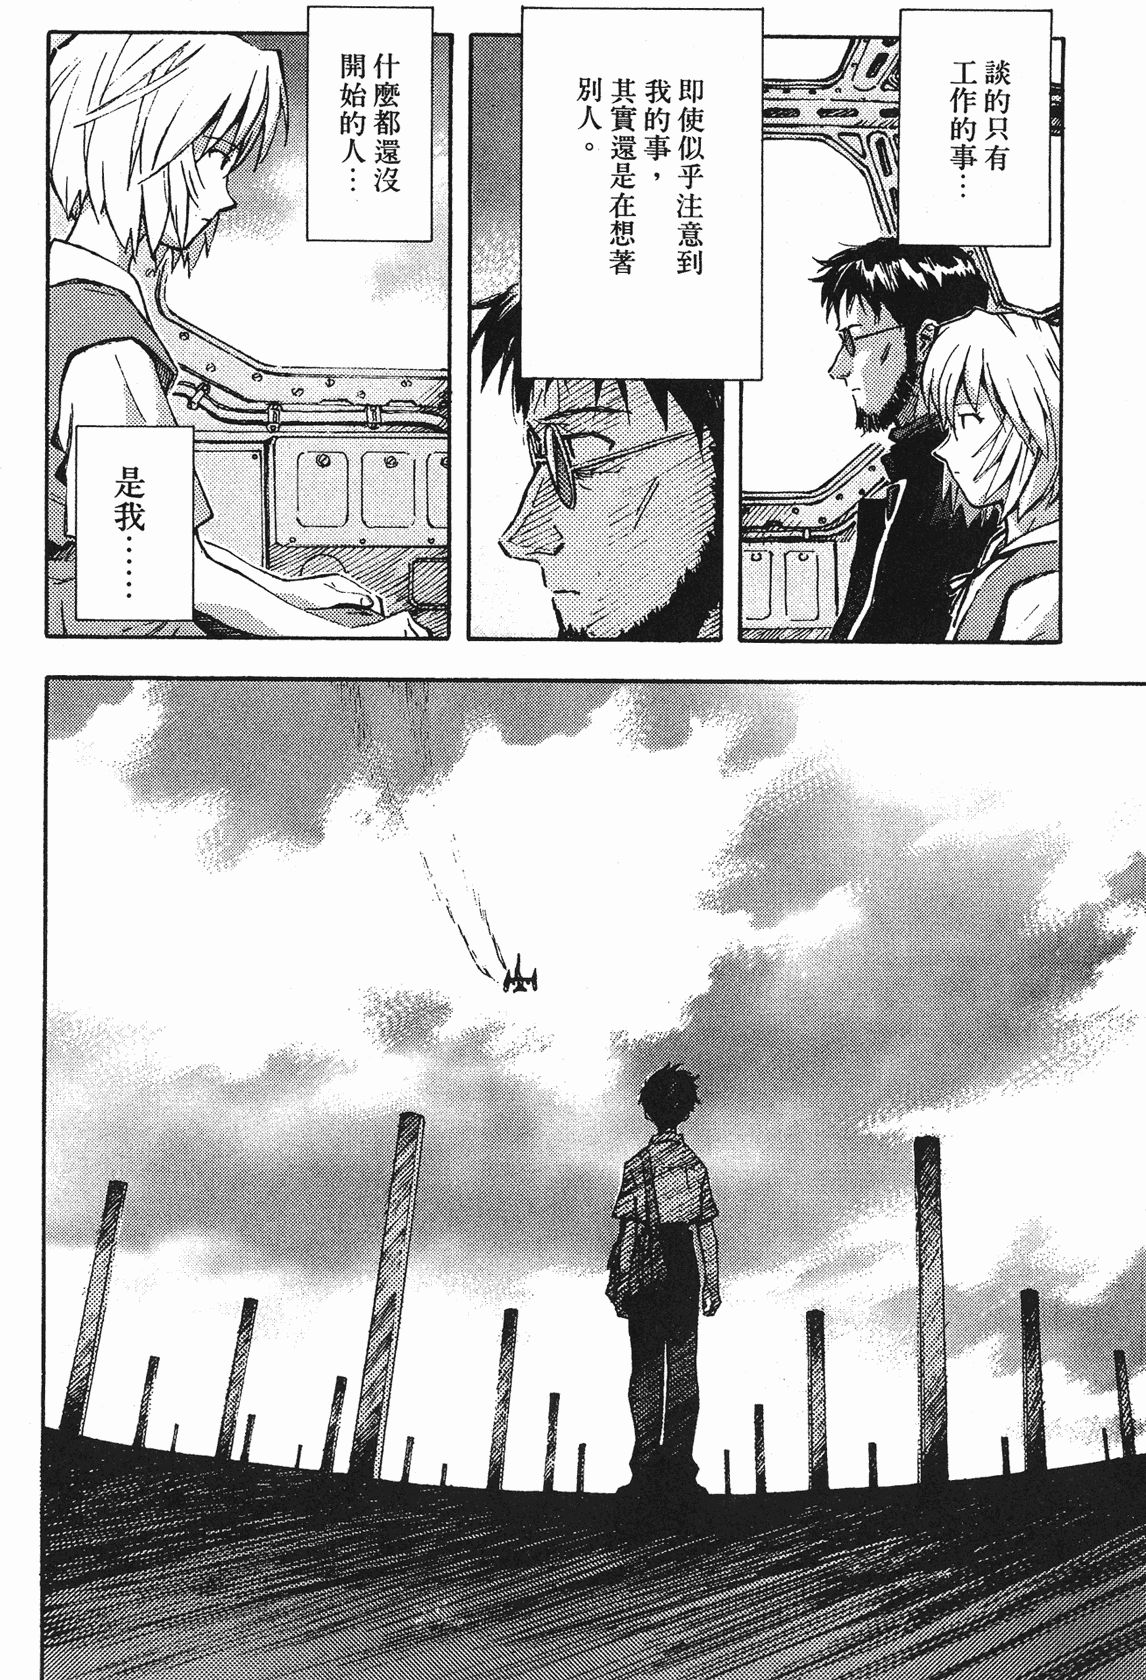 談的只有
工作的事…
即使似乎注意到
我的事，
其實還是在想著
別人。
什麼都還沒
開始的人…
是我……